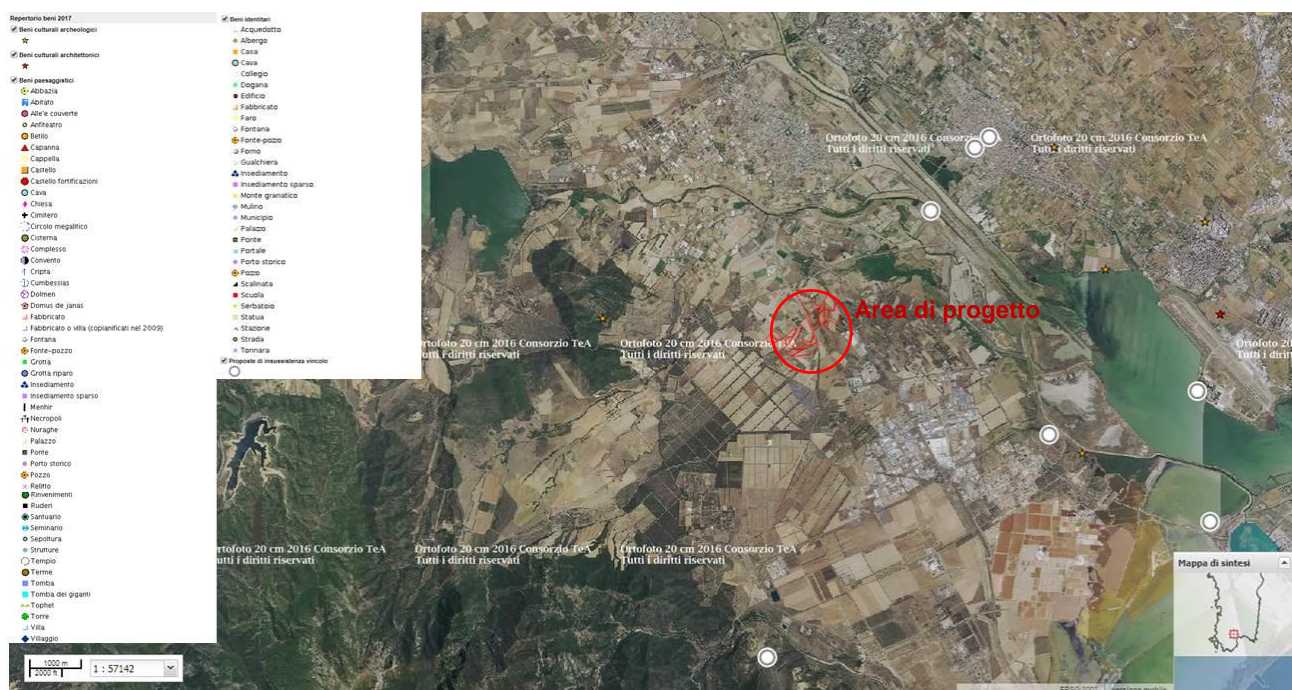 Repertorio beni 2017
Beni culturali archeologici
Beni culturali architettonici
Beni paesaggistici
Abbazia
Abitato
Alle'e couverte
Anfiteatro
Betilo
Capanna
Cappella
Castello
Castello fortificazioni
Cava
Chiesa
Cimitero
Circolo megalitico
Cisterna
Complesso
Convento
Cripta
Cumbessias
Dolmen
Domus de janas
Fabbricato
Fabbricato o villa (copianificati nel 2009)
Fontana
Fonte-pozzo
Grotta
Grotta riparo
Insediamento
Insediamento sparso
Menhir
Necropoli
Nuraghe
Palazzo
Ponte
Porto storico
Pozzo
Relitto
Rinvenimenti
Ruderi
Santuario
Seminario
Sepoltura
Strutture
Tempio
Terme
Tomba
Tomba dei giganti
Tophet
Torre
Villa
Villaggio
Beni identitari
Acquedotto
Albergo
Casa
Cava
Collegio
Dogana
Edificio
Fabbricato
Faro
Fontana
Fonte-pozzo
Forno
Gualchiera
Insediamento
Insediamento sparso
Monte granatico
Mulino
Municipio
Palazzo
Ponte
Portale
Porto storico
Pozzo
Scalinata
Scuola
Serbatoio
Statua
Stazione
Strada
Tonnara
Proposte di insussistenza vincolo
Ortofoto 20 cm 2016 Consorzio TeA
Tutti i diritti riservati
Ortofoto 20 cm 2016 Consorzio TeA
Tutti i diritti riservati
Area di progetto
Ortofoto 20 cm 2016 Consorzio TeA
Tutti i diritti riservati
Ortofoto 20 cm 2016 Consorzio TeA
Tutti i diritti riservati
Ortofoto 20
Tutti i diritti
rtofoto 20 cm 2016 Consorzio TeA
utti i diritti riservati
Ortofoto 20 cm 2016 Consorzio TeA
Tutti i diritti riservati
Ortofoto 20 cm 2016 Consorzio TeA
Tutti i diritti riservati
Mappa di sintesi
1000 m
2000 ft
1 : 57142